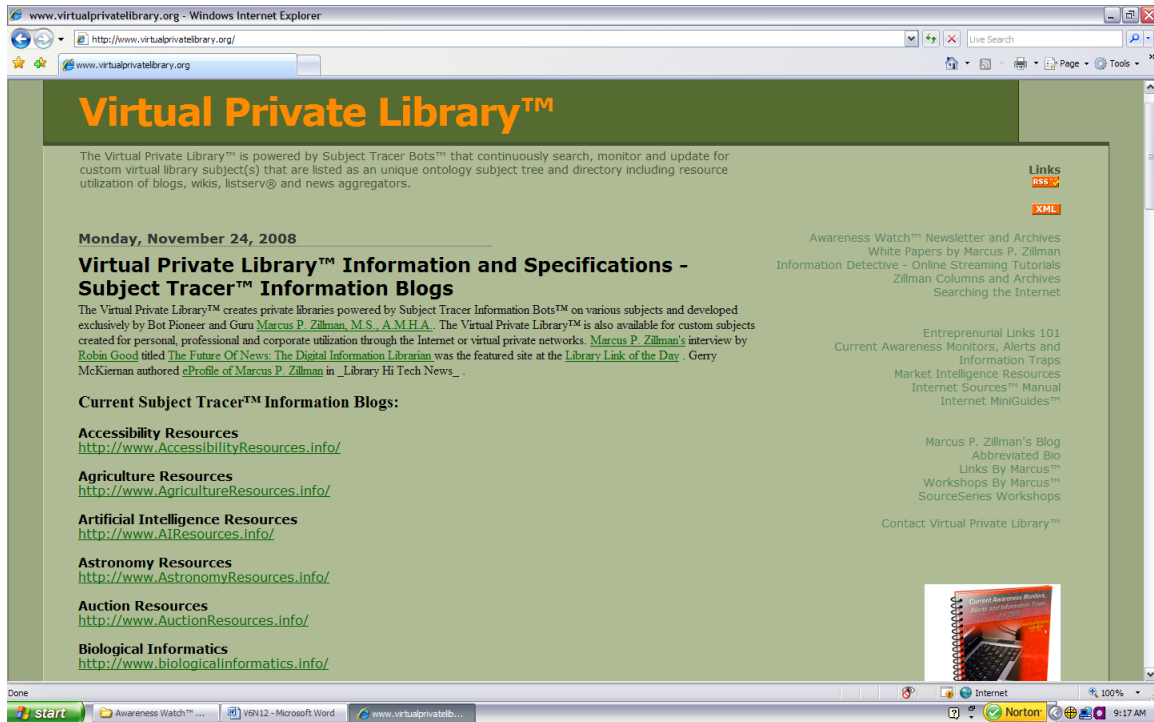 www.virtualprivatelibrary.org - Windows Internet Explorer
http://www.virtualprivatelibrary.org/
Live Search
www.virtualprivatelibrary.org
Page
Tools
Virtual Private Library™
The Virtual Private Library™ is powered by Subject Tracer Bots™ that continuously search, monitor and update for
custom virtual library subject(s) that are listed as an unique ontology subject tree and directory including resource
utilization of blogs, wikis, listserv® and news aggregators.
Monday, November 24, 2008
Virtual Private Library™ Information and Specifications -
Subject Tracer™ Information Blogs
The Virtual Private Library™ creates private libraries powered by Subject Tracer Information Bots™ on various subjects and developed
exclusively by Bot Pioneer and Guru Marcus P. Zillman, M.S., A.M.H.A.. The Virtual Private Library™ is also available for custom subjects
created for personal, professional and corporate utilization through the Internet or virtual private networks. Marcus P. Zillman's interview by
Robin Good titled The Future Of News: The Digital Information Librarian was the featured site at the Library Link of the Day . Gerry
McKiernan authored eProfile of Marcus P. Zillman in _Library Hi Tech News_ .
Current Subject Tracer™ Information Blogs:
Accessibility Resources
http://www.AccessibilityResources.info/
Agriculture Resources
http://www.AgricultureResources.info/
Artificial Intelligence Resources
http://www.AIResources.info/
Astronomy Resources
http://www.AstronomyResources.info/
Auction Resources
http://www.AuctionResources.info/
Biological Informatics
http://www.biologicalinformatics.info/
Links
RSS
XML
Awareness Watch™ Newsletter and Archives
White Papers by Marcus P. Zillman
Information Detective - Online Streaming Tutorials
Zillman Columns and Archives
Searching the Internet
Entreprenurial Links 101
Current Awareness Monitors, Alerts and
Information Traps
Market Intelligence Resources
Internet Sources™ Manual
Internet MiniGuides™
Marcus P. Zillman's Blog
Abbreviated Bio
Links By Marcus™
Workshops By Marcus™
SourceSeries Workshops
Contact Virtual Private Library™
Current Awareness Monitors,
Alerts and Information Traps
Done
Internet
100%
start
Awareness Watch™ ...
V6N12 - Microsoft Word
www.virtualprivatelib...
Norton
9:17 AM